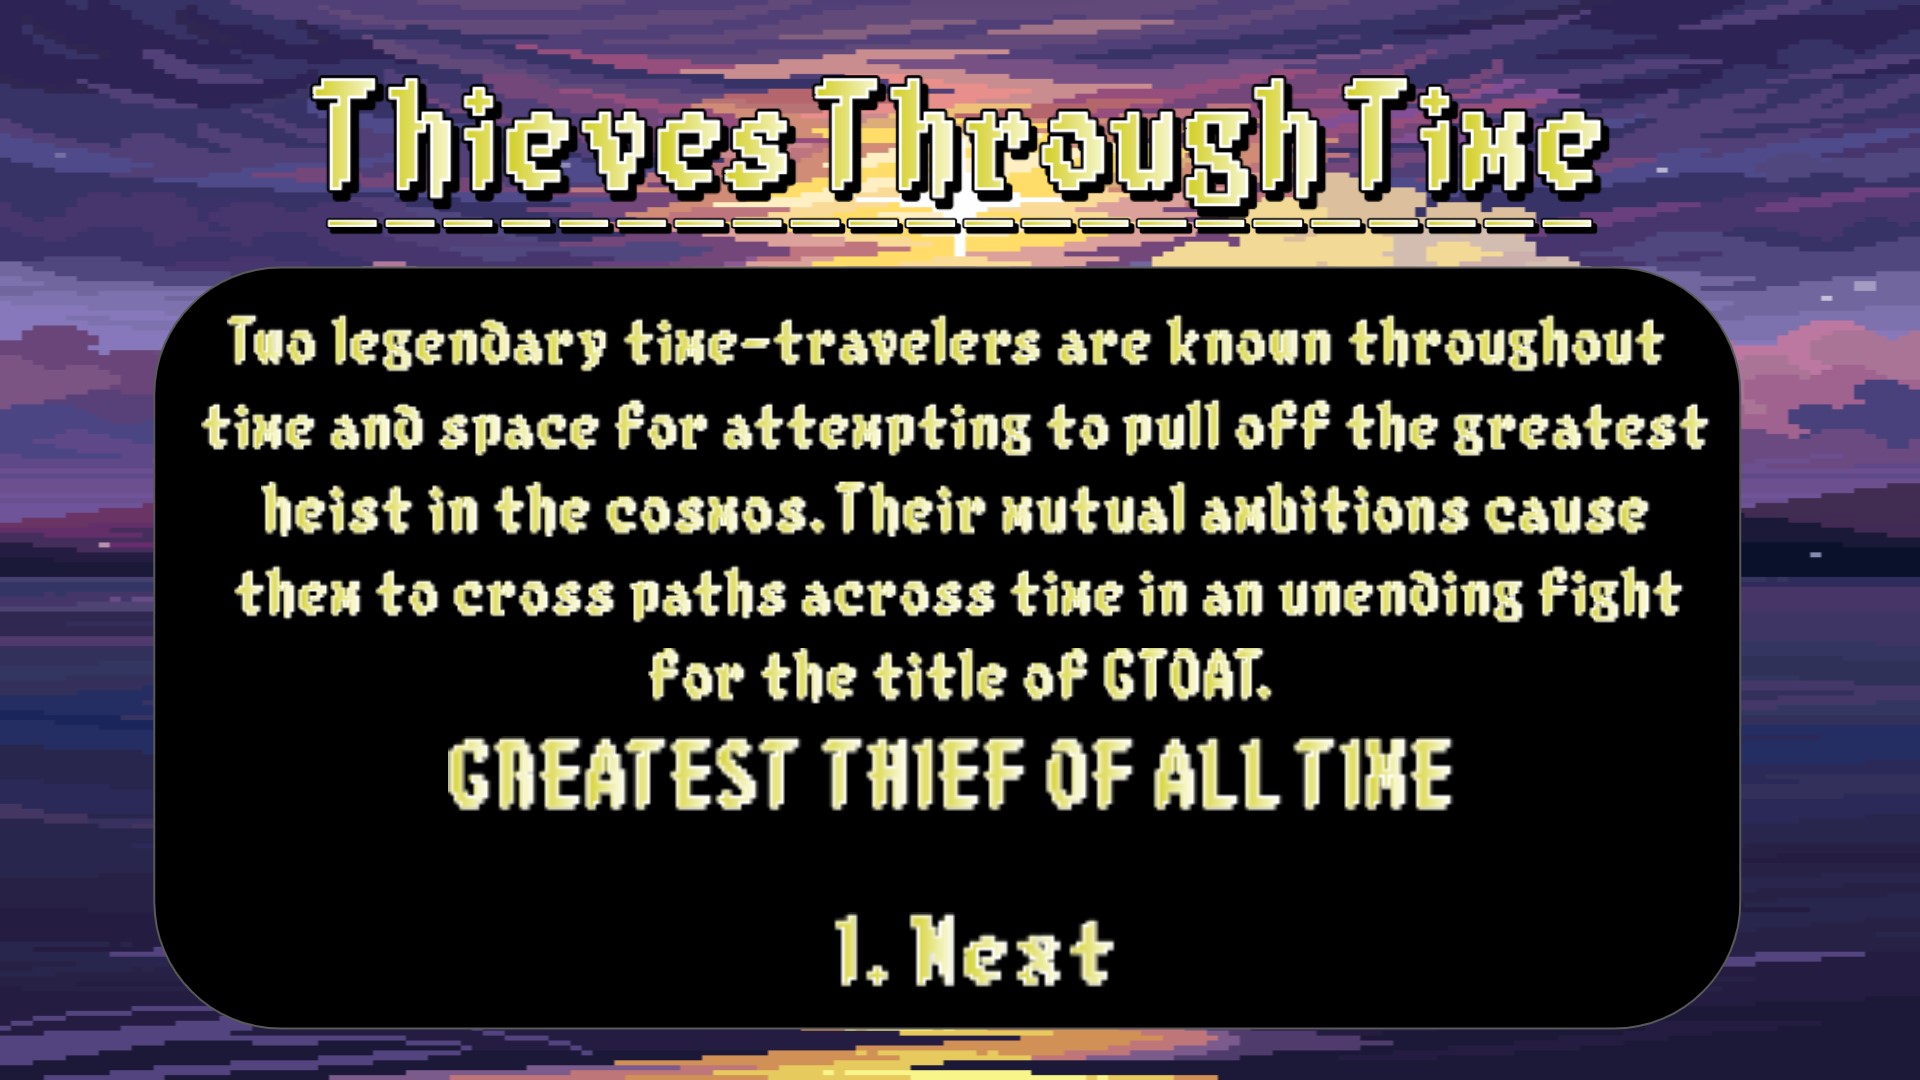 Thieves Through Time
Two legendary time-travelers are known throughout
time and space for attempting to pull off the greatest
heist in the cosmos. Their mutual ambitions cause
them to cross paths across time in an unending fight
for the title of GTOAT.
GREATEST THIEF OF ALL TIME
1. Next